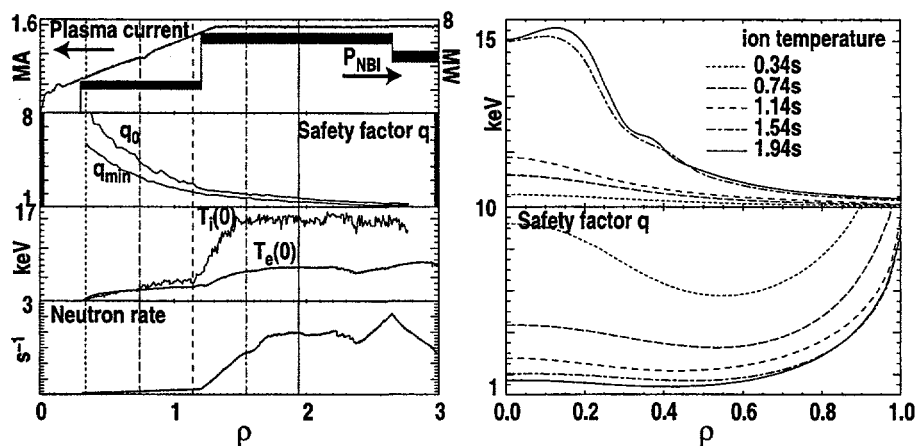 1.6
Plasma current
MA
P_NBI
8
MW
8
q_0
q_min
Safety factor q
1
17
T_i(0)
T_e(0)
keV
3
Neutron rate
s⁻¹
0
1
2
3
ρ
15
keV
ion temperature
0.34s
0.74s
1.14s
1.54s
1.94s
10
Safety factor q
1
0.0
0.2
0.4
0.6
0.8
1.0
ρ